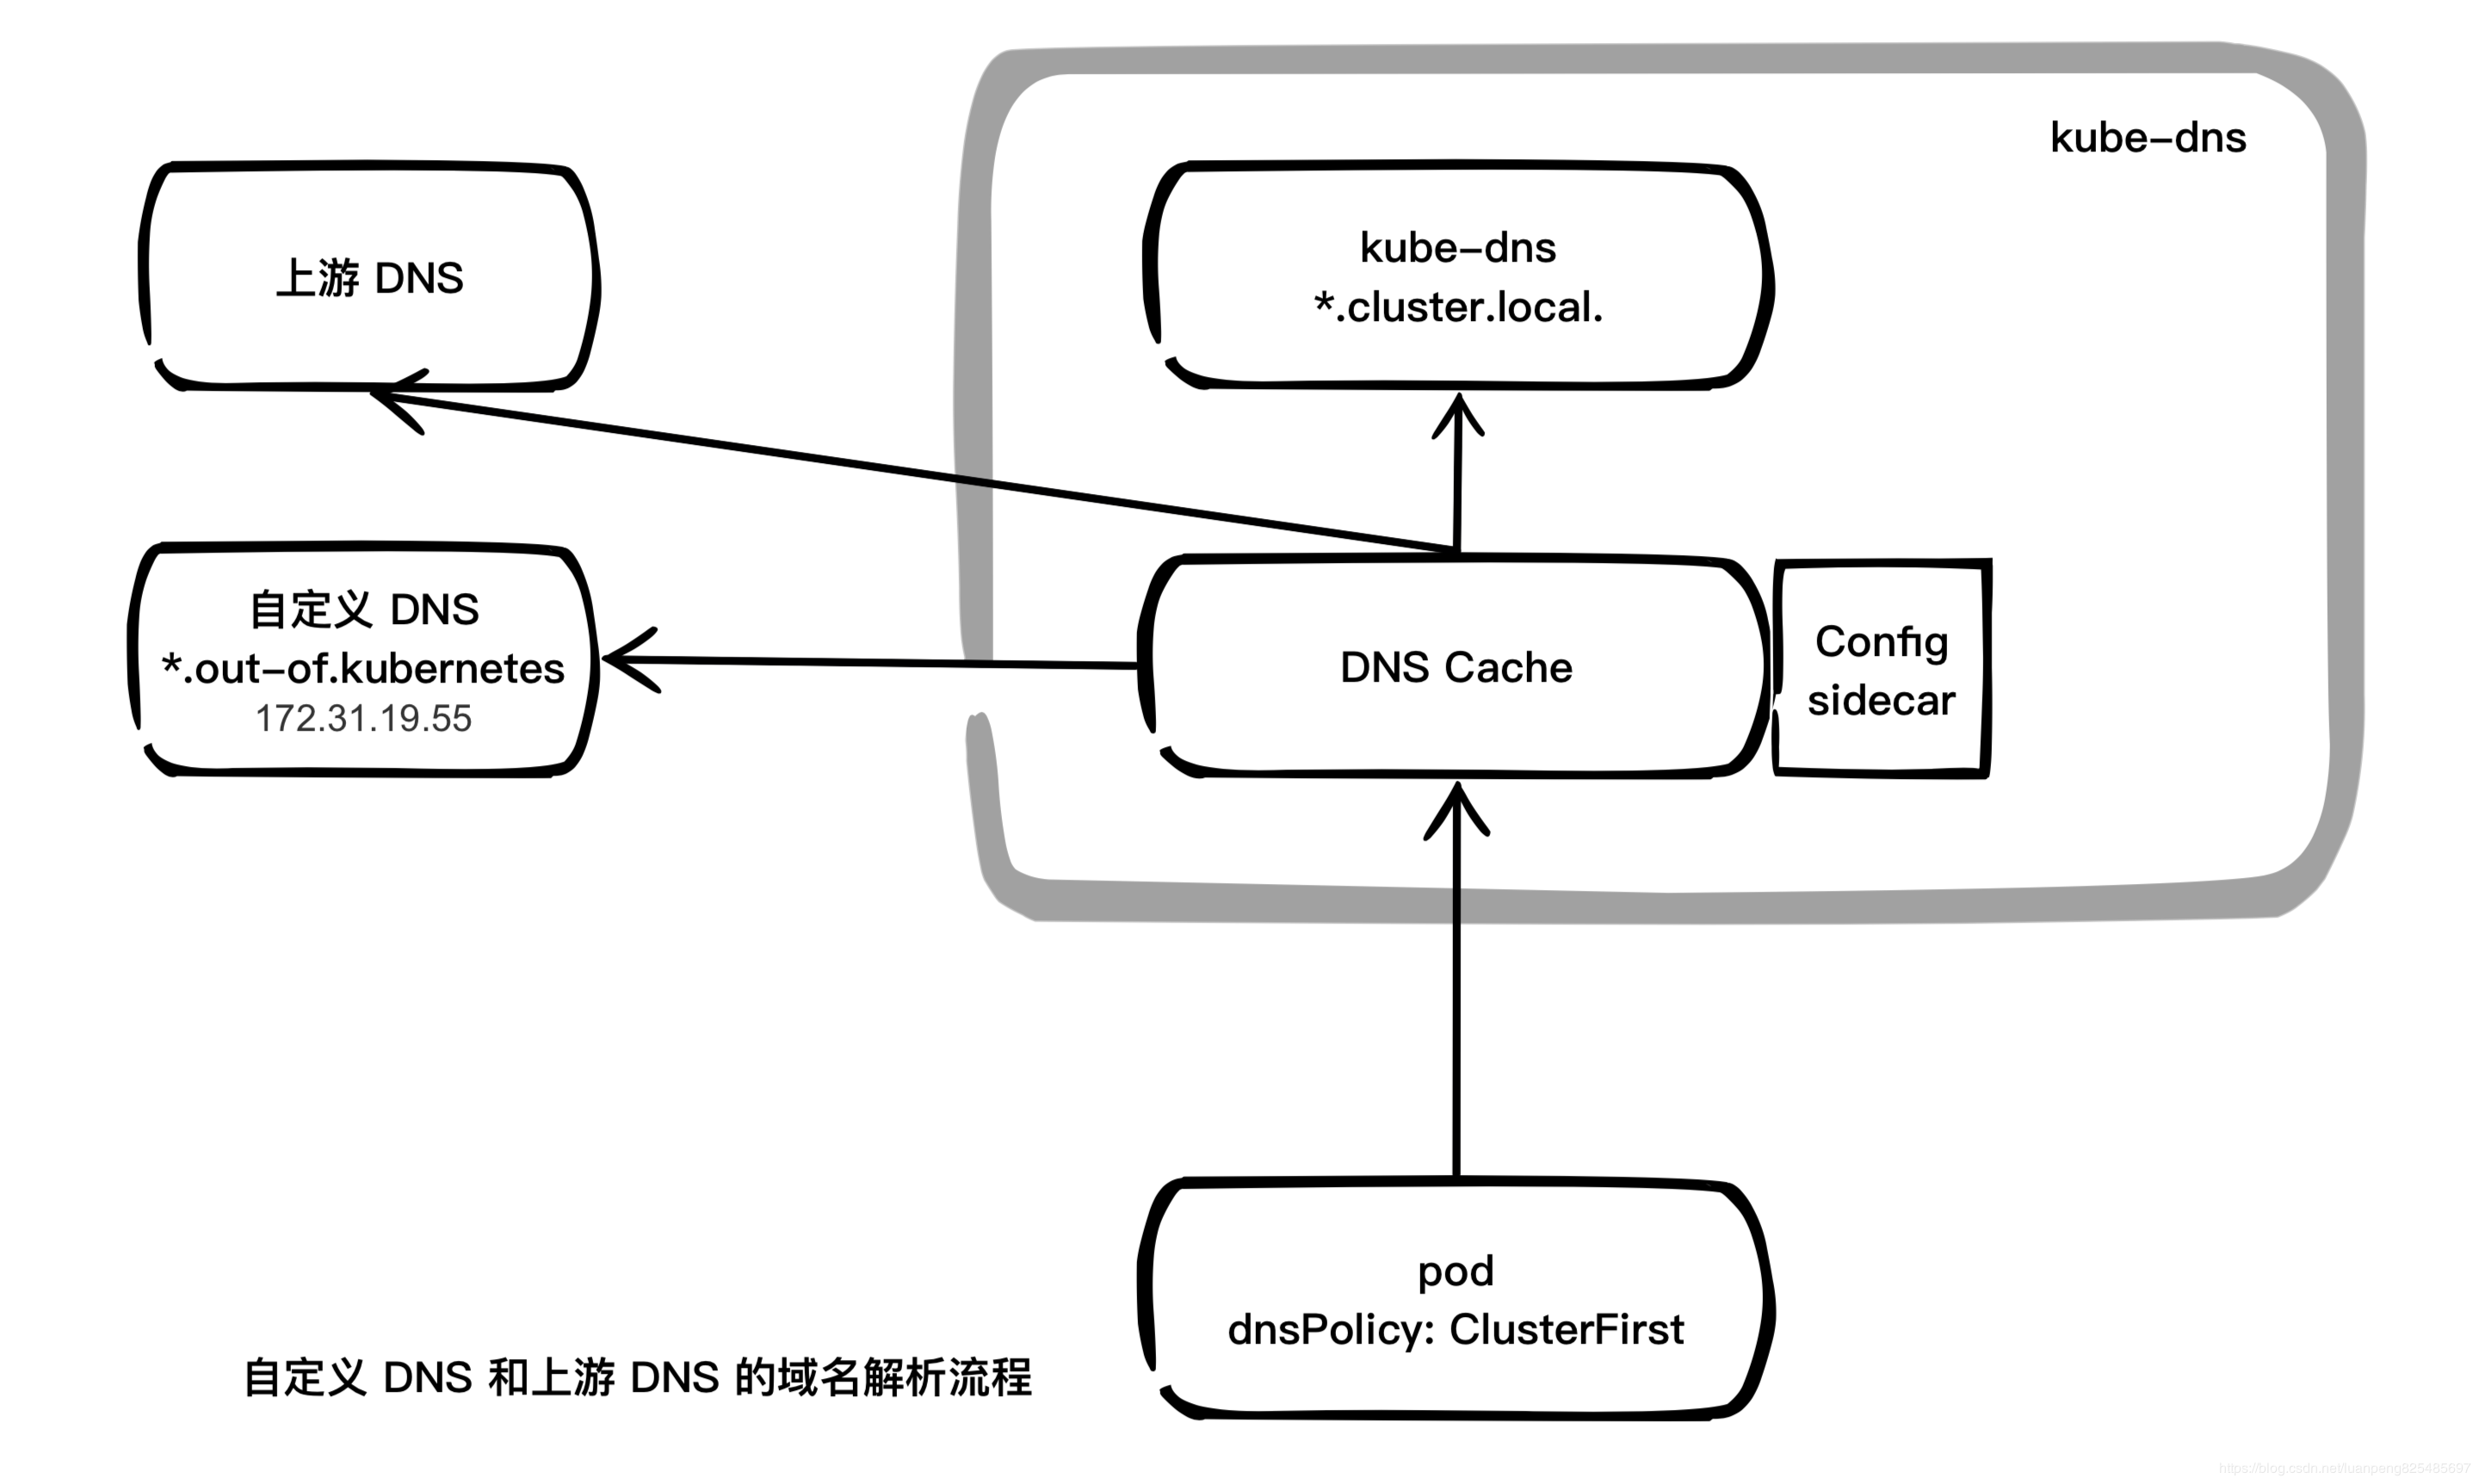 kube-dns
上游 DNS
kube-dns
*.cluster.local.
自定义 DNS
*.out-of.kubernetes
172.31.19.55
DNS Cache
Config
sidecar
pod
dnsPolicy: ClusterFirst
自定义 DNS 和上游 DNS 的域名解析流程
https://blog.csdn.net/luanpeng825485697